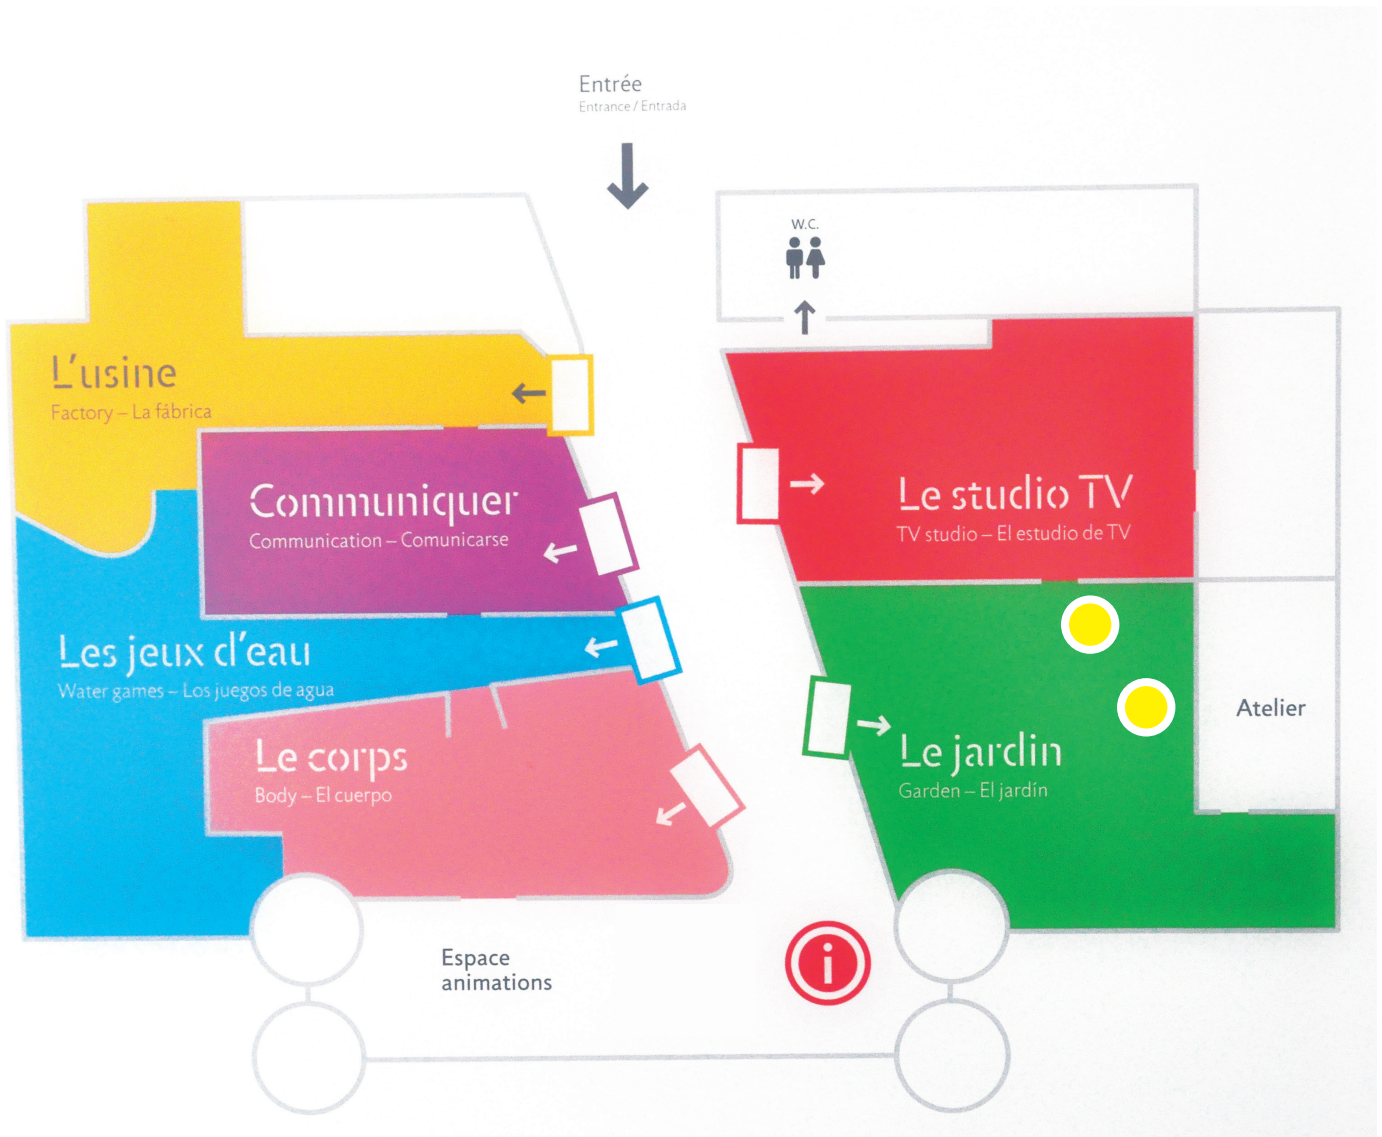 Entrée
Entrance / Entrada
W.C.
L'usine
Factory – La fábrica
Communiquer
Communication – Comunicarse
Le studio TV
TV studio – El estudio de TV
Les jeux d'eau
Water games – Los juegos de agua
Le corps
Body – El cuerpo
Le jardin
Garden – El jardín
Atelier
Espace
animations
i